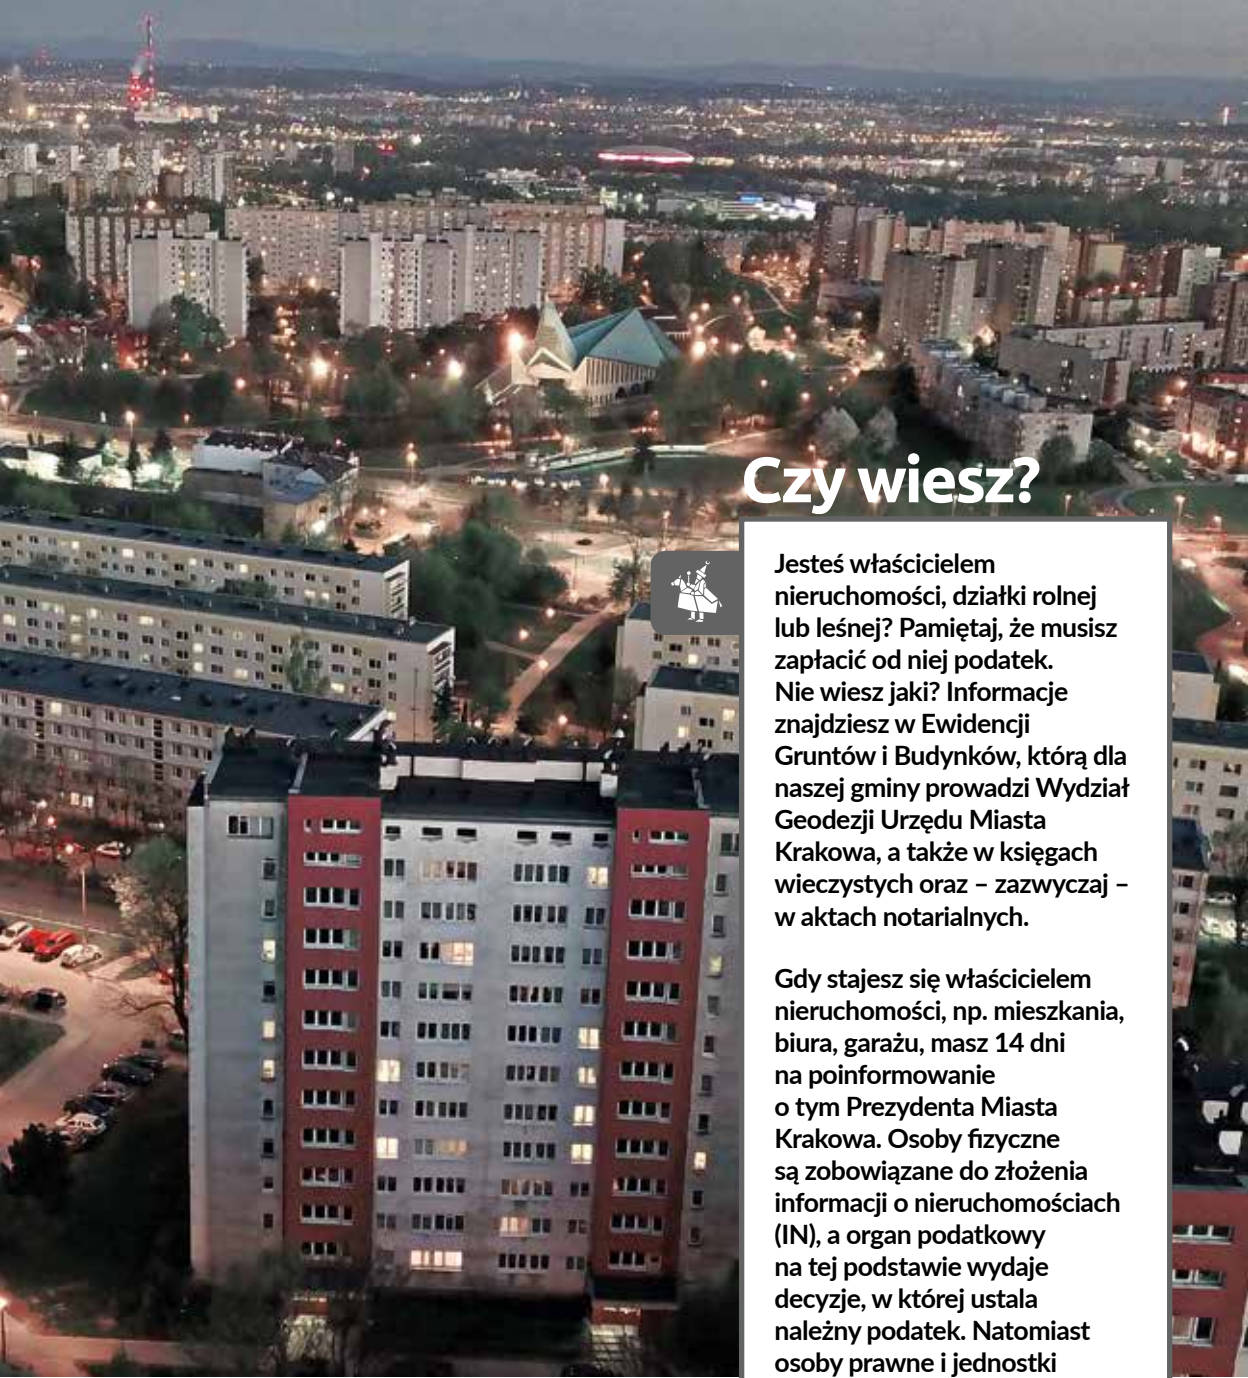 Czy wiesz?
Jesteś właścicielem
nieruchomości, działki rolnej
lub leśnej? Pamiętaj, że musisz
zapłacić od niej podatek.
Nie wiesz jaki? Informacje
znajdziesz w Ewidencji
Gruntów i Budynków, którą dla
naszej gminy prowadzi Wydział
Geodezji Urzędu Miasta
Krakowa, a także w księgach
wieczystych oraz – zazwyczaj –
w aktach notarialnych.
Gdy stajesz się właścicielem
nieruchomości, np. mieszkania,
biura, garażu, masz 14 dni
na poinformowanie
o tym Prezydenta Miasta
Krakowa. Osoby fizyczne
są zobowiązane do złożenia
informacji o nieruchomościach
(IN), a organ podatkowy
na tej podstawie wydaje
decyzje, w której ustala
należny podatek. Natomiast
osoby prawne i jednostki